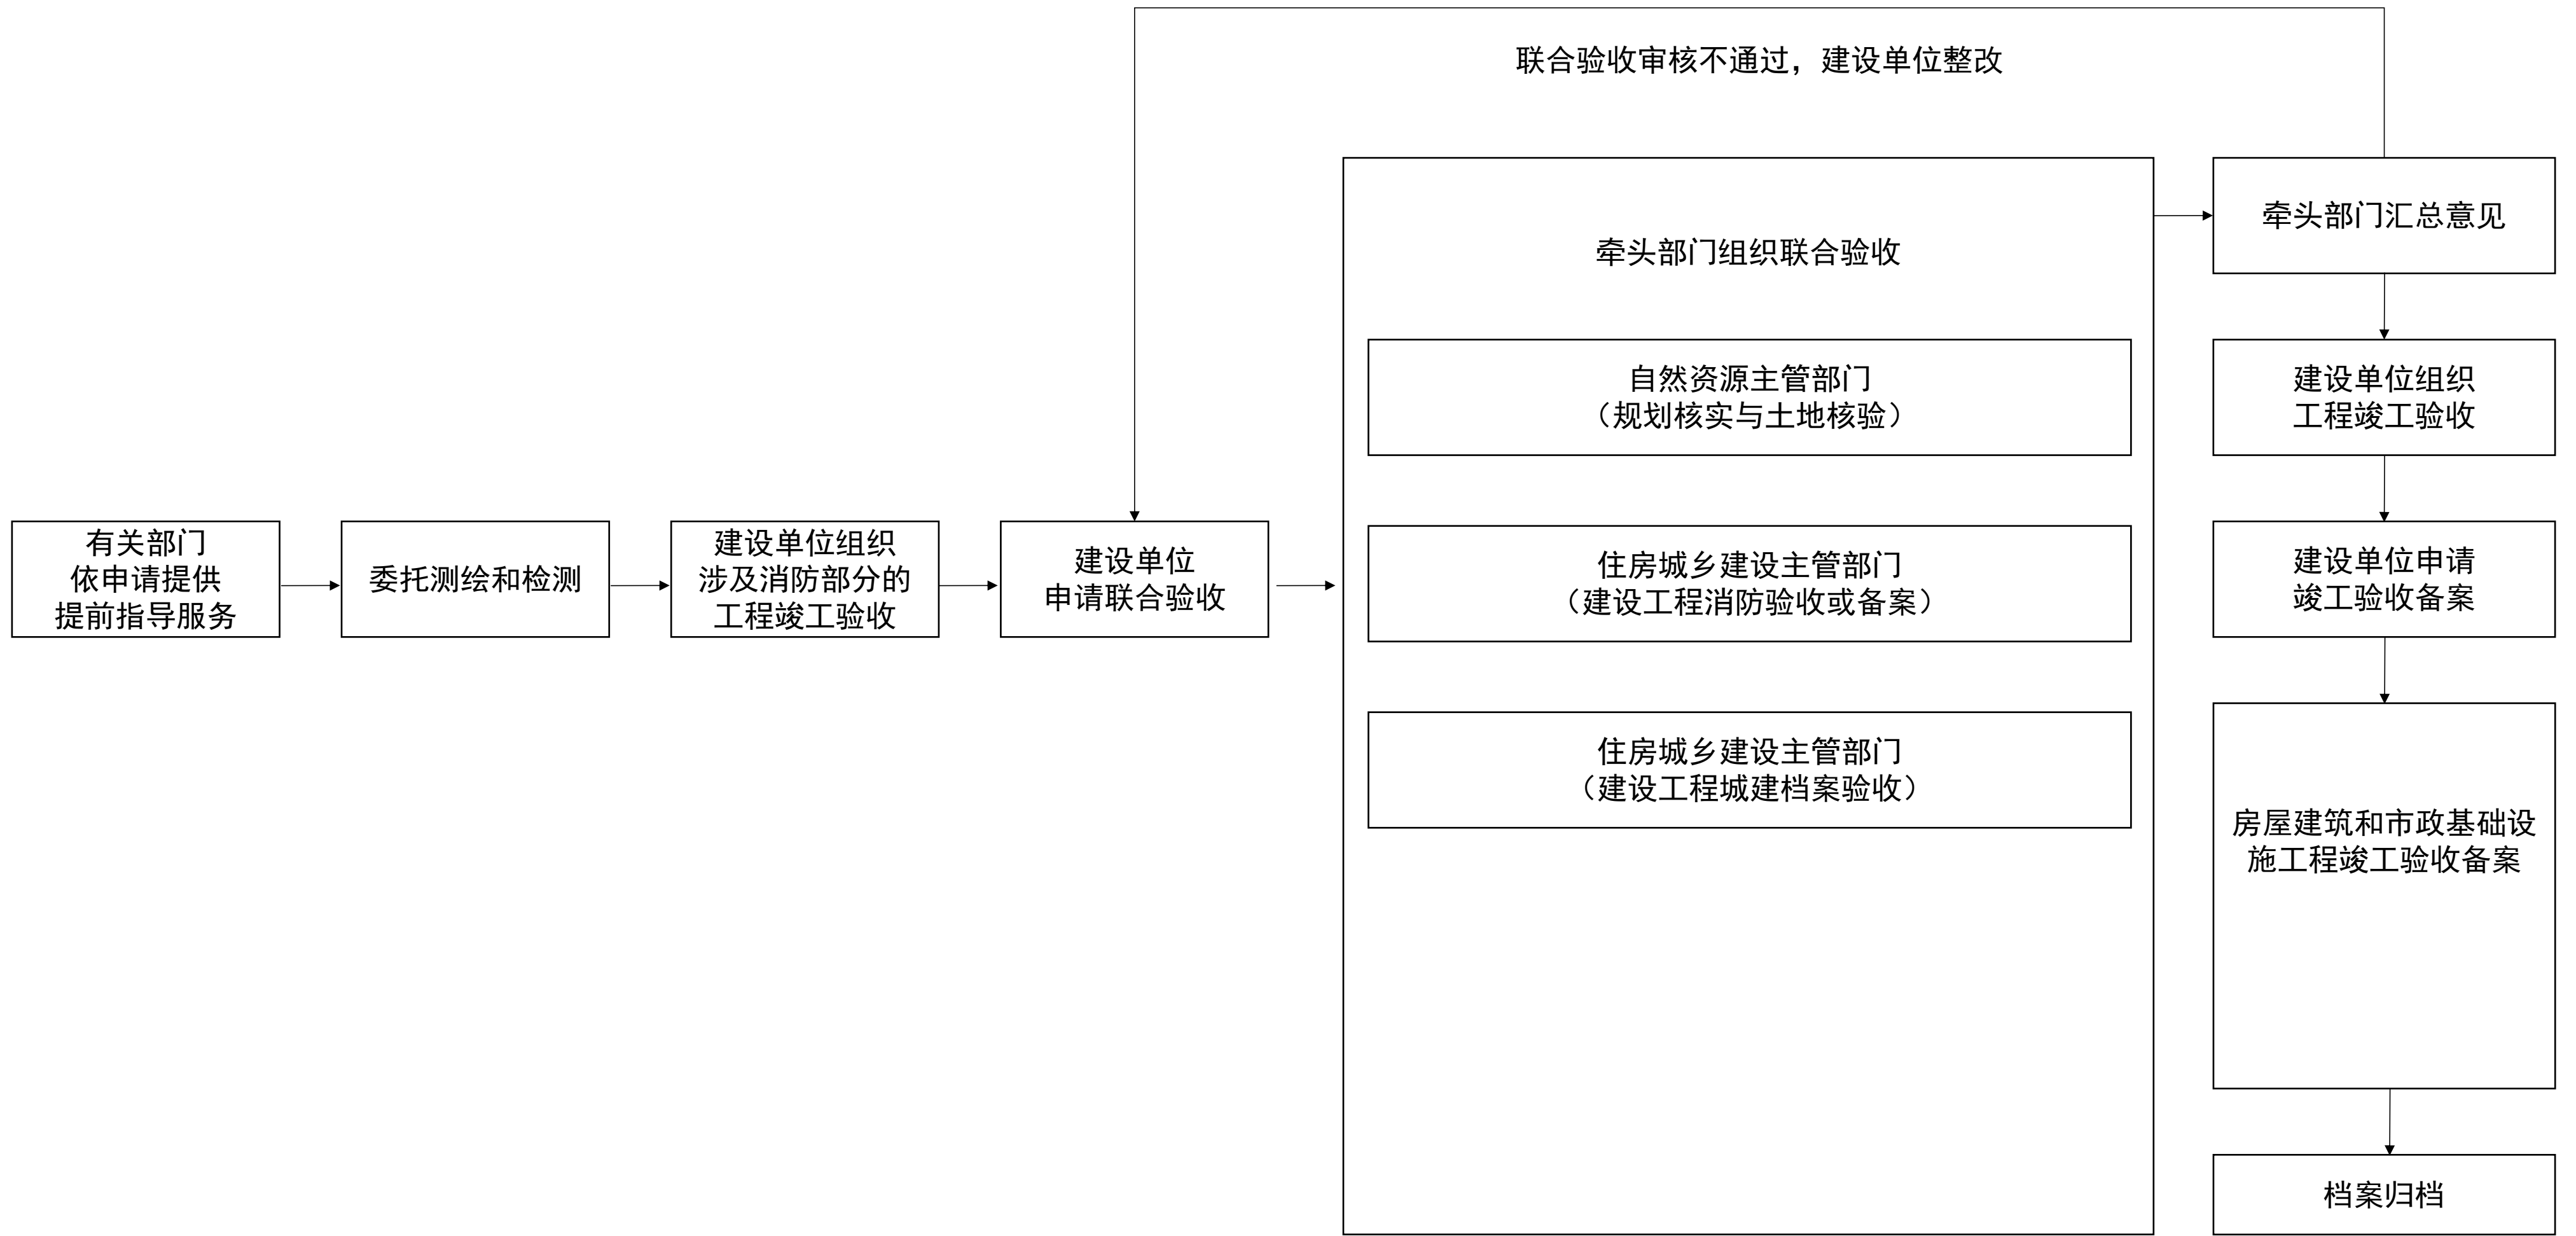 联合验收审核不通过，建设单位整改
有关部门
依申请提供
提前指导服务
委托测绘和检测
建设单位组织
涉及消防部分的
工程竣工验收
建设单位
申请联合验收
牵头部门组织联合验收
自然资源主管部门
（规划核实与土地核验）
住房城乡建设主管部门
（建设工程消防验收或备案）
住房城乡建设主管部门
（建设工程城建档案验收）
牵头部门汇总意见
建设单位组织
工程竣工验收
建设单位申请
竣工验收备案
房屋建筑和市政基础设
施工程竣工验收备案
档案归档